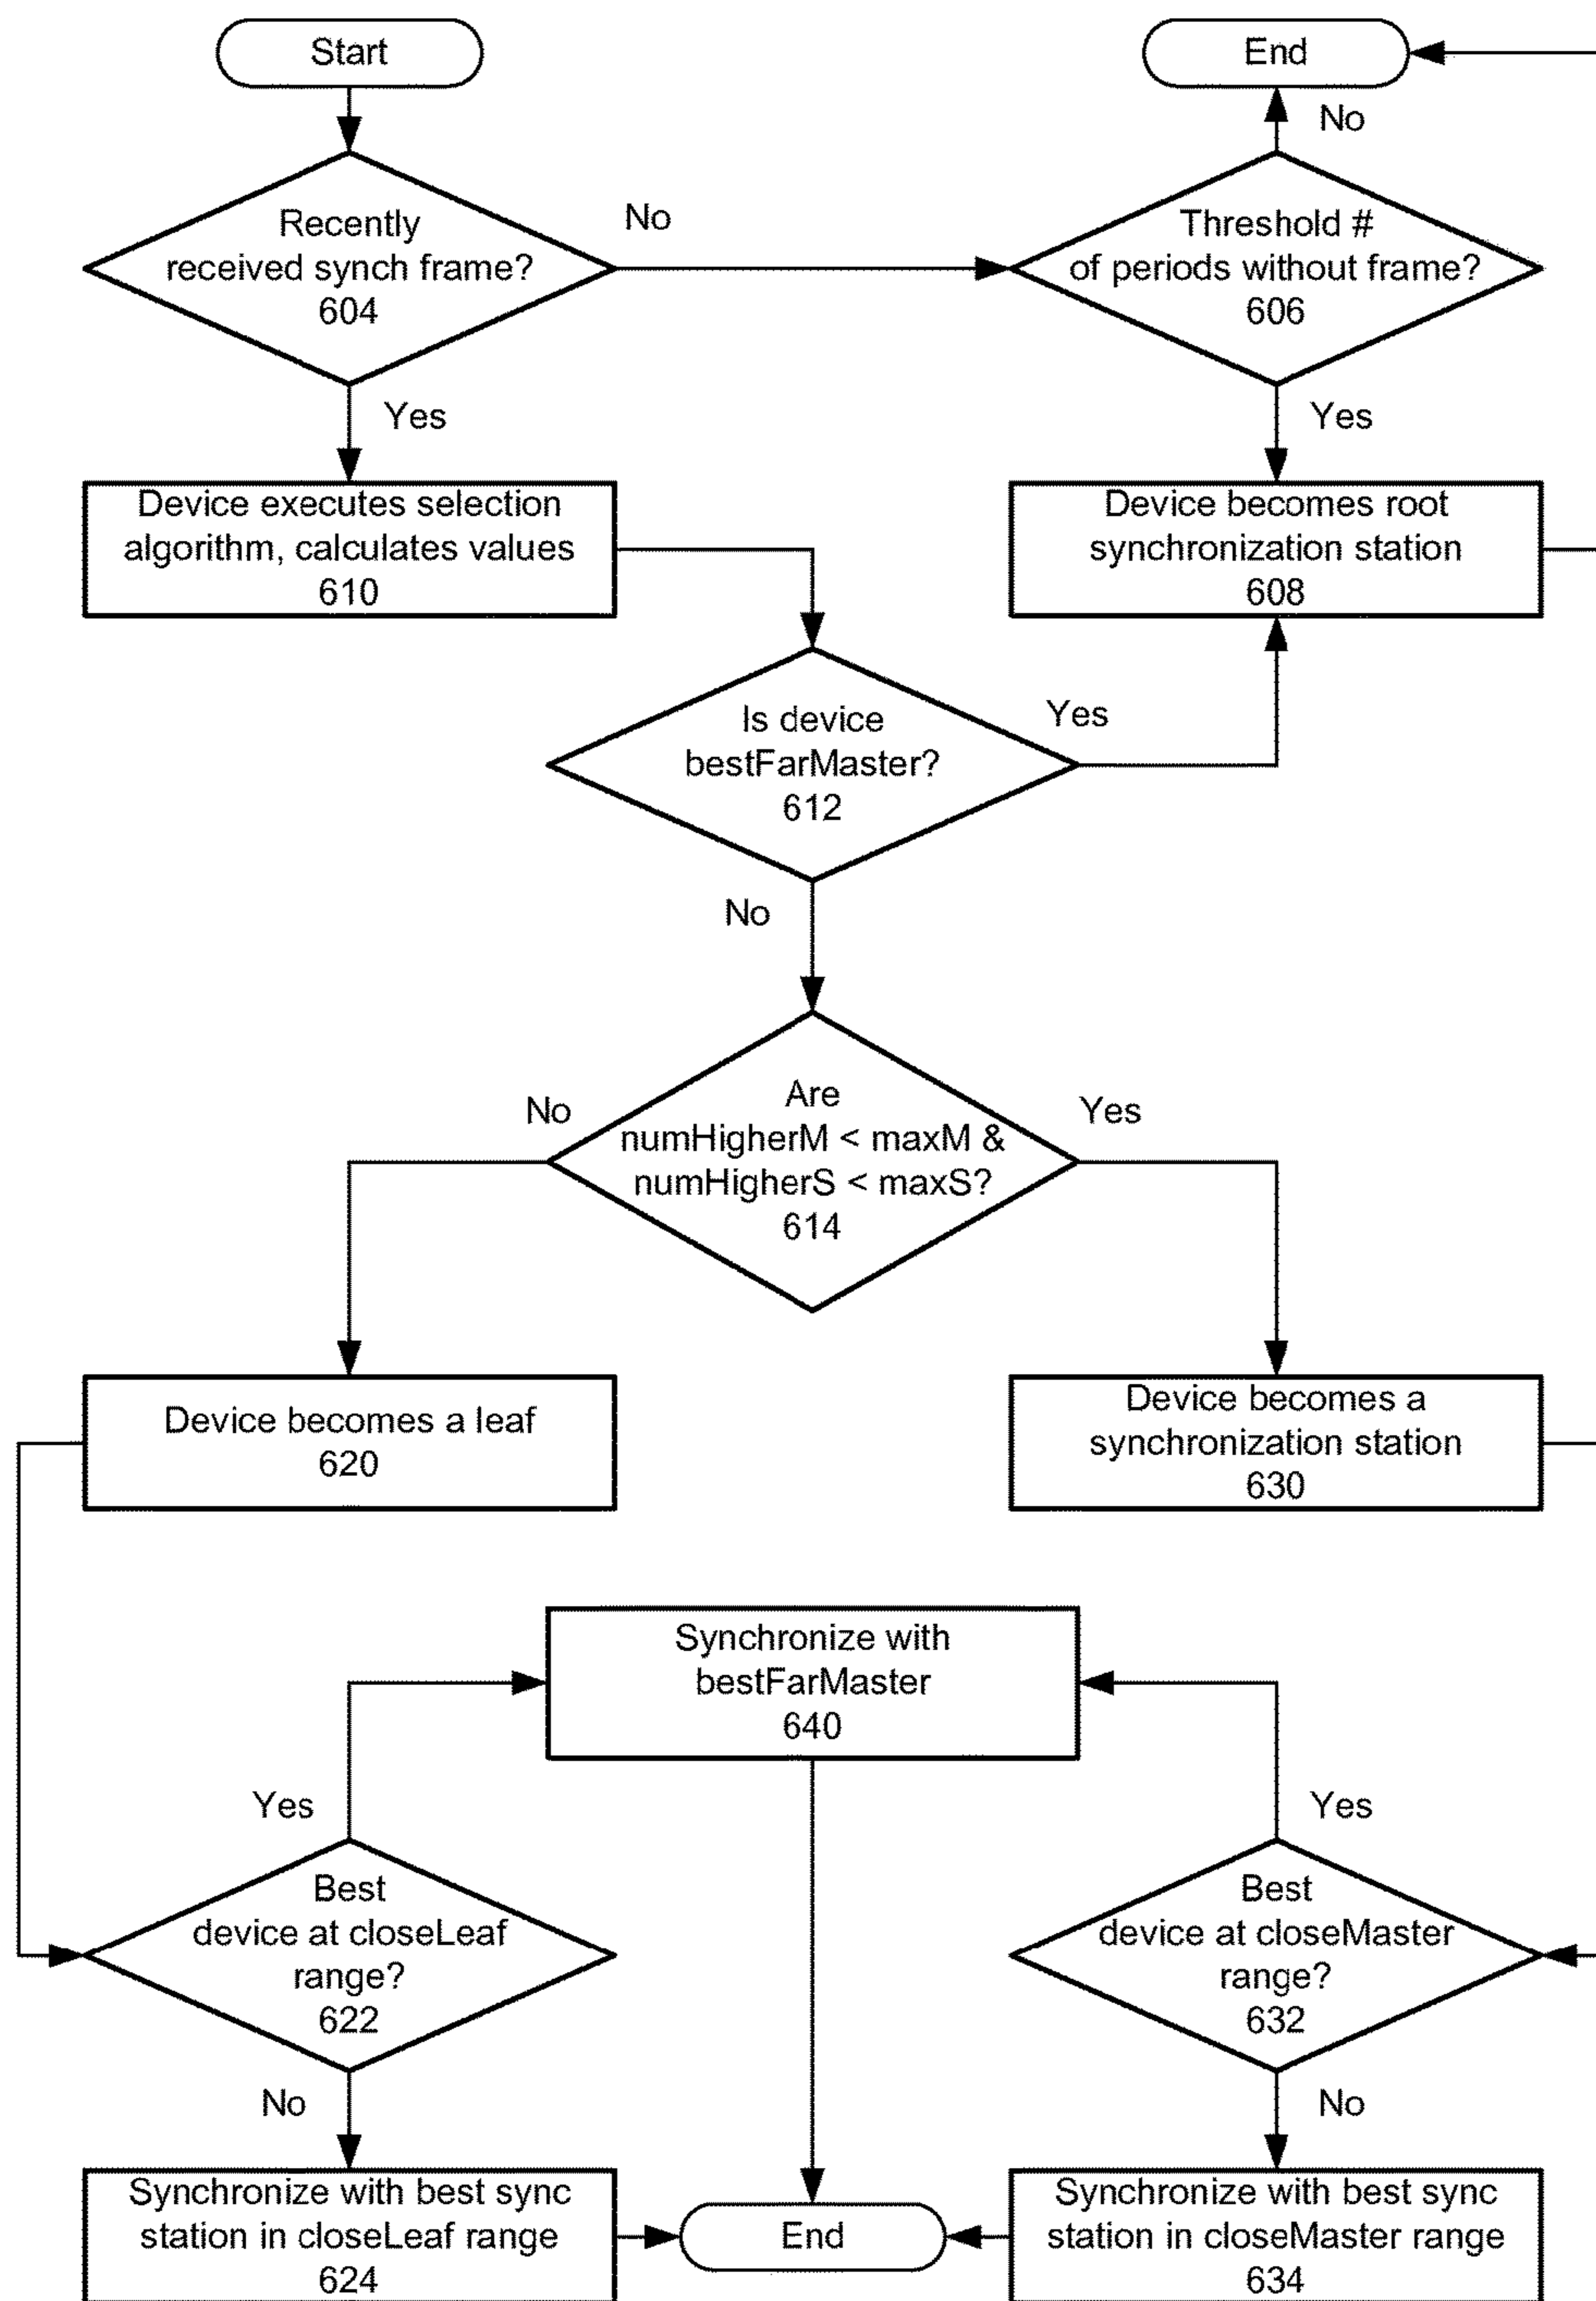 Start
End
No
Recently
received synch frame?
604
No
Threshold #
of periods without frame?
606
Yes
Yes
Device executes selection
algorithm, calculates values
610
Device becomes root
synchronization station
608
Is device
bestFarMaster?
612
Yes
No
Are
numHigherM < maxM &
numHigherS < maxS?
614
No
Yes
Device becomes a leaf
620
Device becomes a
synchronization station
630
Synchronize with
bestFarMaster
640
Yes
Yes
Best
device at closeLeaf
range?
622
Best
device at closeMaster
range?
632
No
No
Synchronize with best sync
station in closeLeaf range
624
End
Synchronize with best sync
station in closeMaster range
634